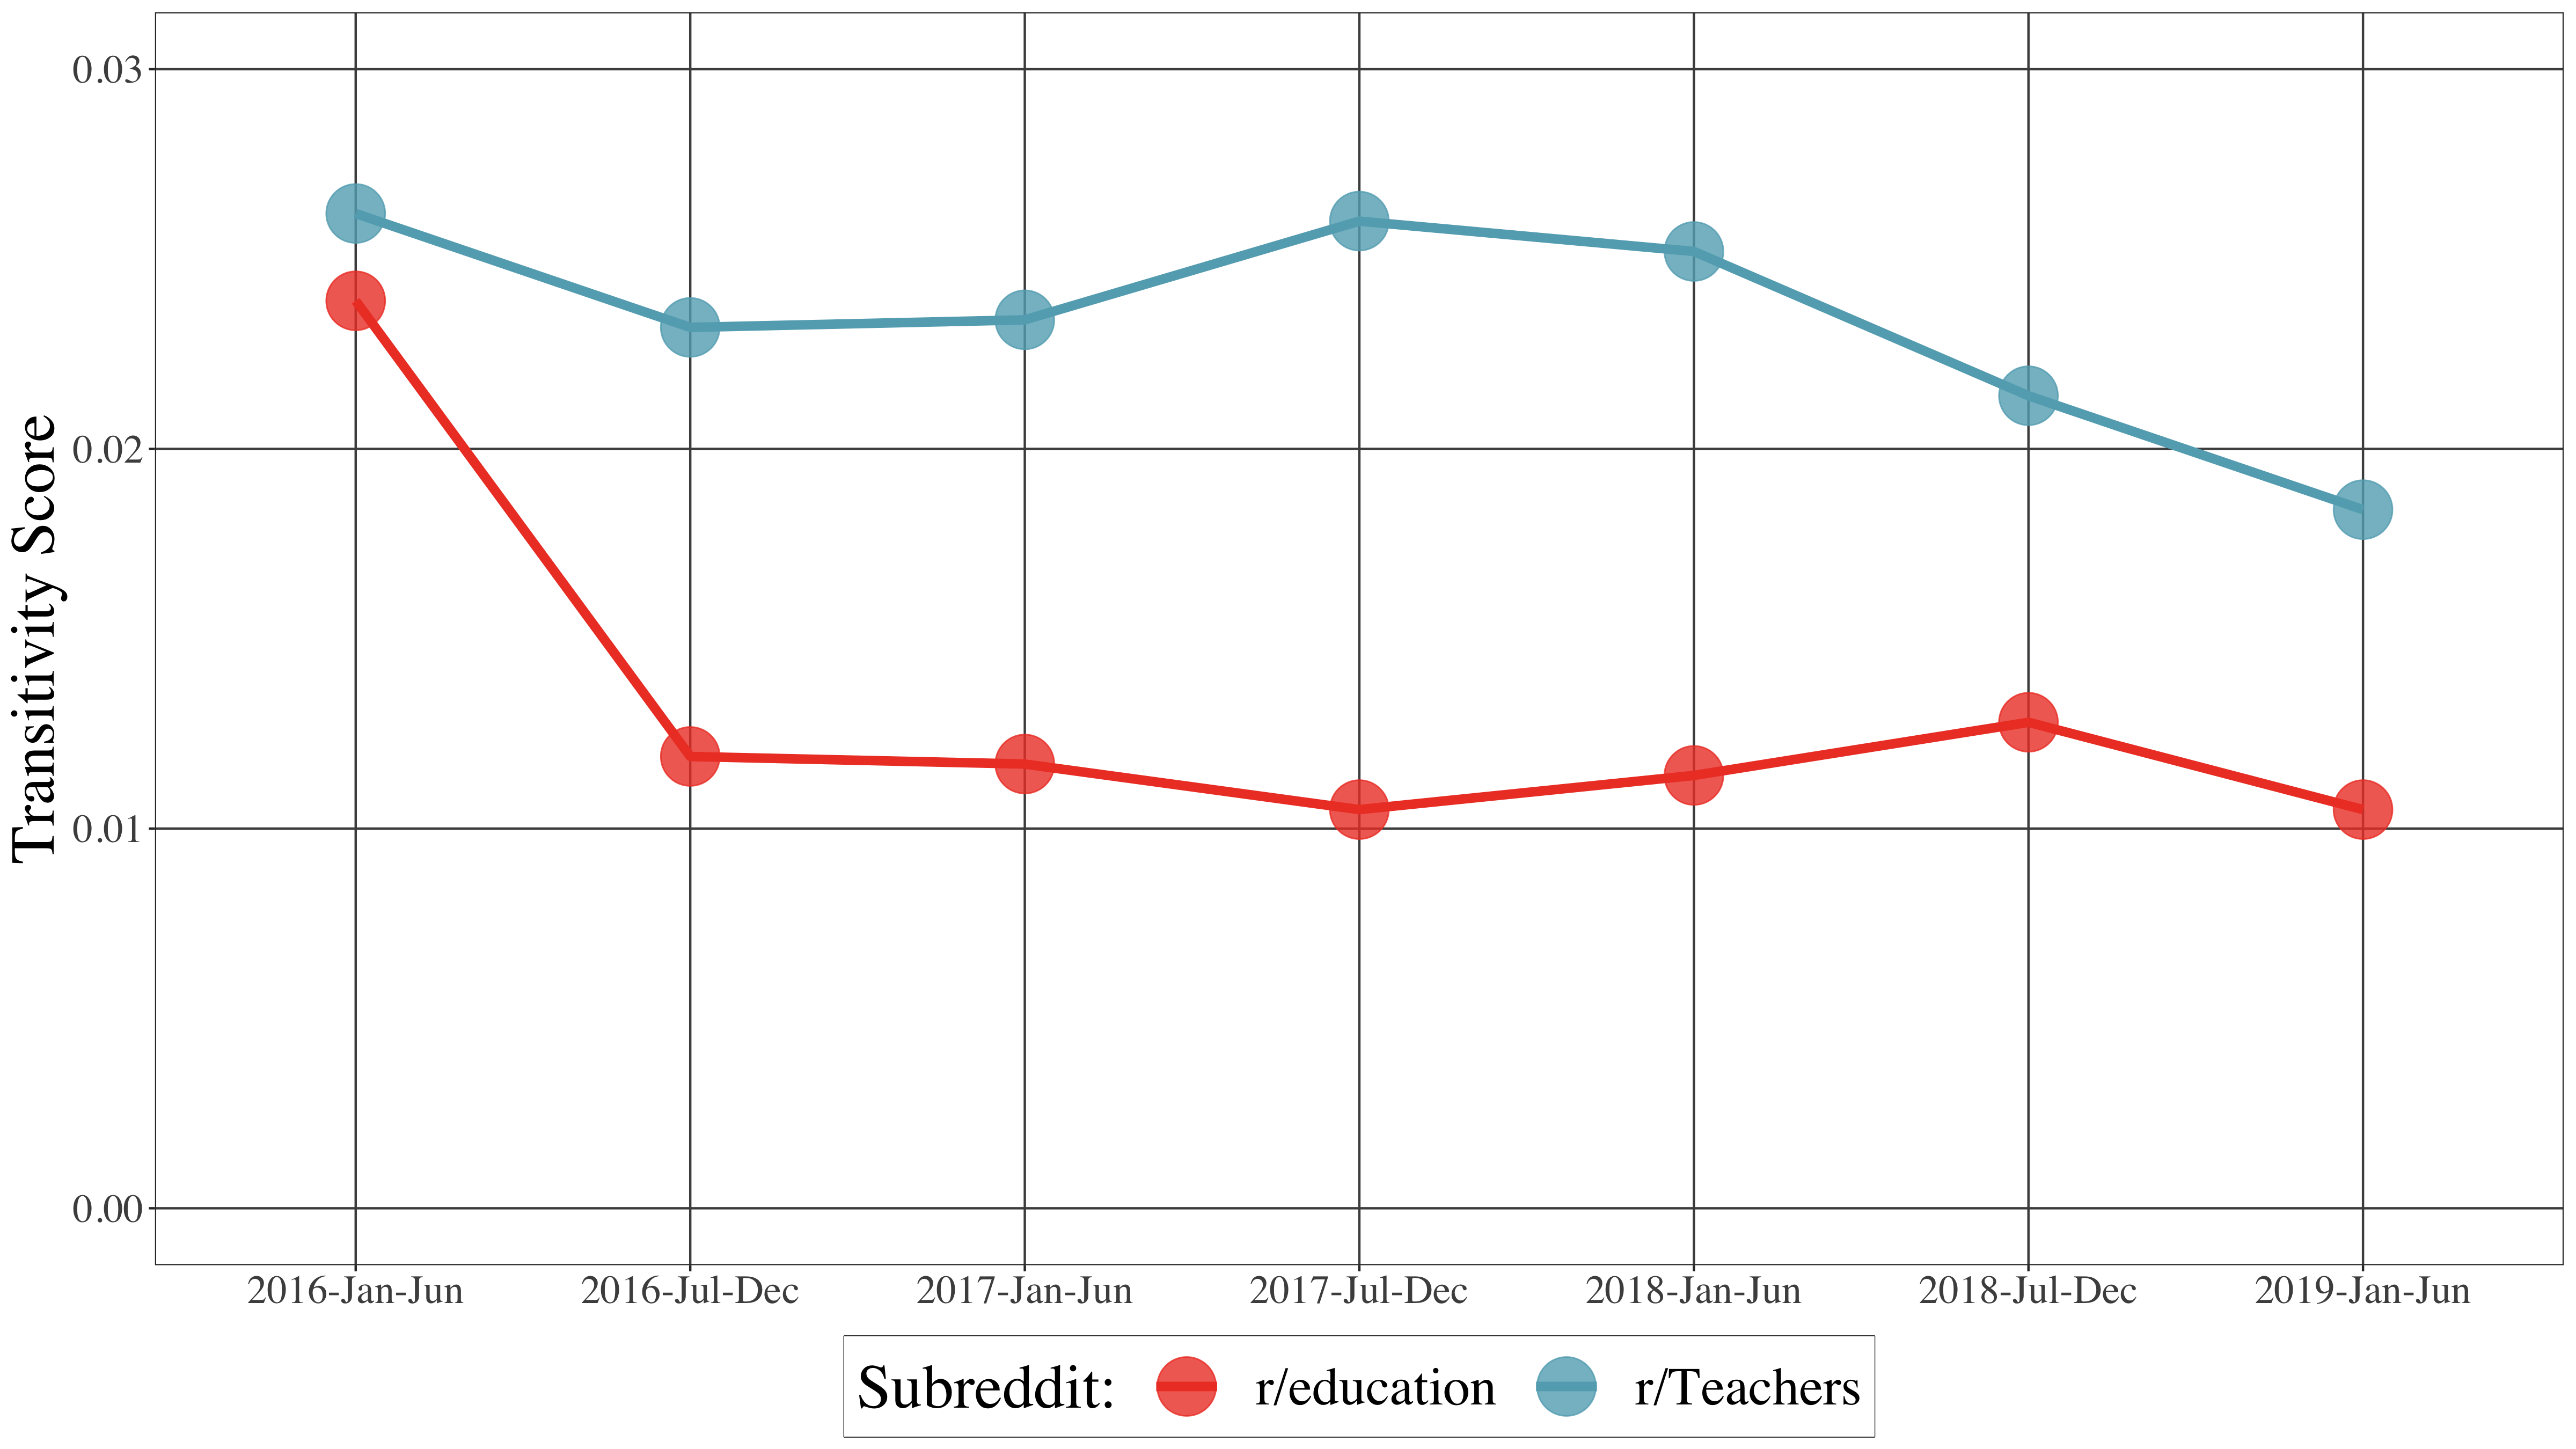 Transitivity Score
0.03
0.02
0.01
0.00
2016-Jan-Jun 2016-Jul-Dec 2017-Jan-Jun 2017-Jul-Dec 2018-Jan-Jun 2018-Jul-Dec 2019-Jan-Jun
Subreddit: r/education r/Teachers